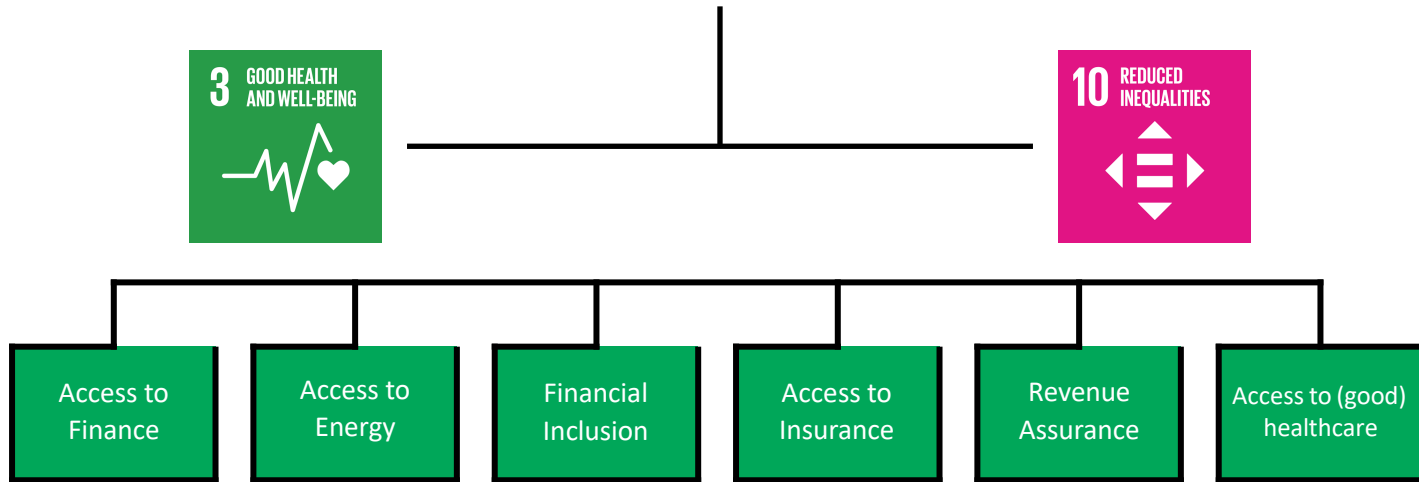 3 GOOD HEALTH
AND WELL-BEING
10 REDUCED
INEQUALITIES
Access to
Finance
Access to
Energy
Financial
Inclusion
Access to
Insurance
Revenue
Assurance
Access to (good)
healthcare